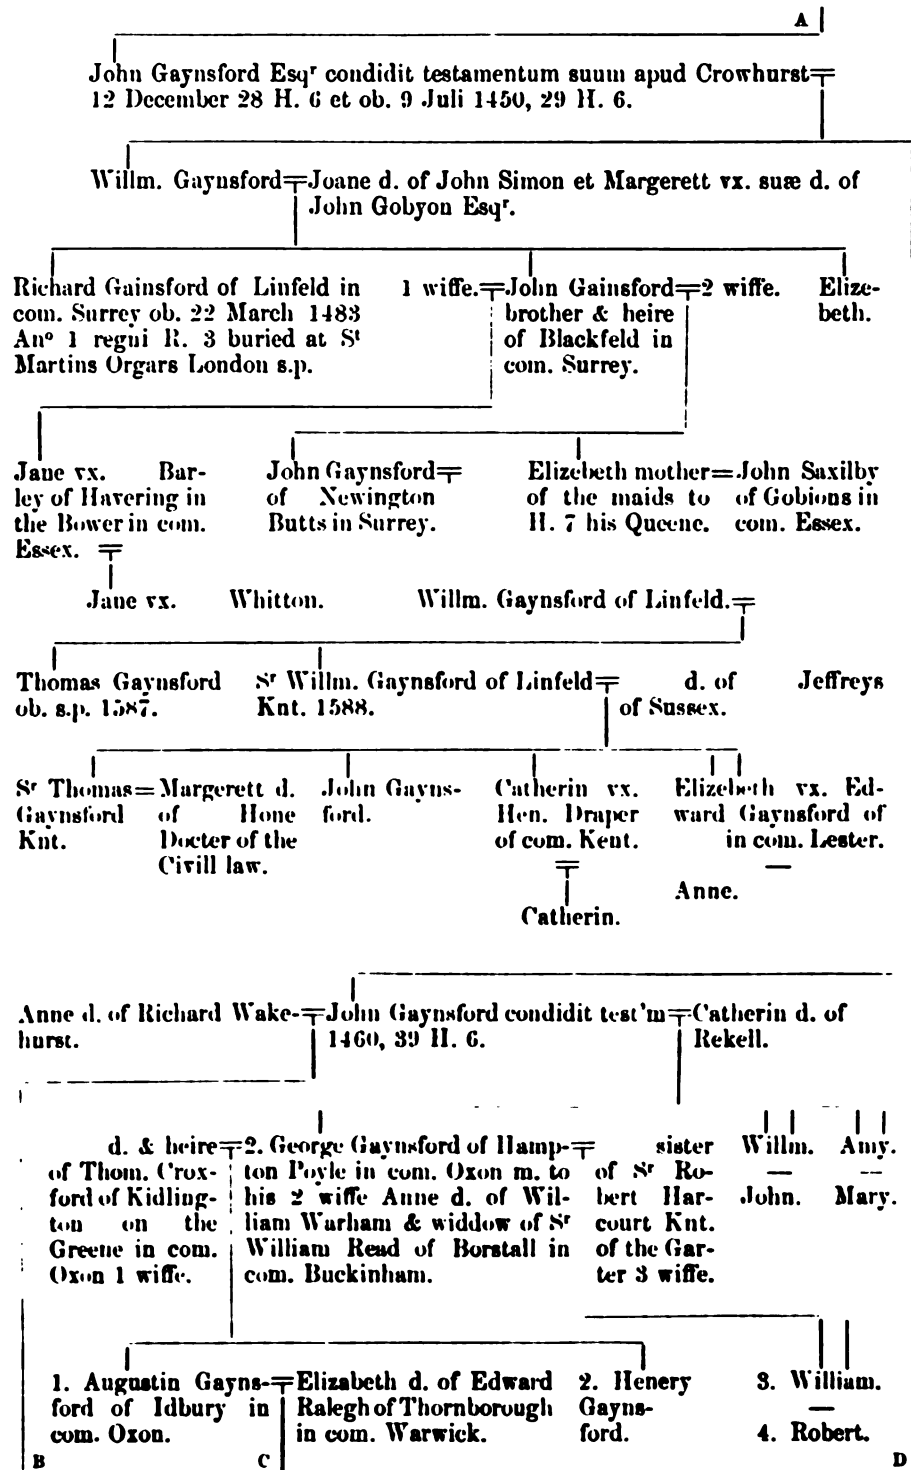 A
John Gaynsford Esqr condidit testamentum suum apud Crowhurst
12 December 28 H. 6 et ob. 9 Juli 1450, 29 H. 6.
Willm. Gaynsford Joane d. of John Simon et Margerett vx. suæ d. of
John Gobyon Esqr.
Richard Gainsford of Linfeld in
com. Surrey ob. 22 March 1483
Ano 1 regni R. 3 buried at St
Martins Orgars London s.p.
1 wiffe. John Gainsford 2 wiffe.
brother & heire
of Blackfeld in
com. Surrey.
Elize-
beth.
Jane vx. Bar-
ley of Havering in
the Bower in com.
Essex.
John Gaynsford
of Newington
Butts in Surrey.
Elizebeth mother=John Saxilby
of the maids to of Gobions in
H. 7 his Queene. com. Essex.
Jane vx. Whitton.
Willm. Gaynsford of Linfeld.
Thomas Gaynsford
ob. s.p. 1587.
Sr Willm. Gaynsford of Linfeld d. of Jeffreys
Knt. 1588. of Sussex.
Sr Thomas=Margerett d.
Gaynsford of Hone
Knt. Docter of the
Civill law.
John Gayns-
ford.
Catherin vx.
Hen. Draper
of com. Kent.
Catherin.
Elizebeth vx. Ed-
ward Gaynsford of
in com. Lester.
—
Anne.
Anne d. of Richard Wake-
hurst.
John Gaynsford condidit test'm
1460, 39 H. 6.
Catherin d. of
Rekell.
d. & heire
of Thom. Crox-
ford of Kidling-
ton on the
Greene in com.
Oxon 1 wiffe.
2. George Gaynsford of Hamp-
ton Poyle in com. Oxon m. to
his 2 wiffe Anne d. of Wil-
liam Warham & widdow of Sr
William Read of Borstall in
com. Buckinham.
sister
of Sr Ro-
bert Har-
court Knt.
of the Gar-
ter 3 wiffe.
Willm.
—
John.
Amy.
—
Mary.
1. Augustin Gayns-
ford of Idbury in
com. Oxon.
Elizabeth d. of Edward
Ralegh of Thornborough
in com. Warwick.
2. Henery
Gayns-
ford.
3. William.
—
4. Robert.
B C D